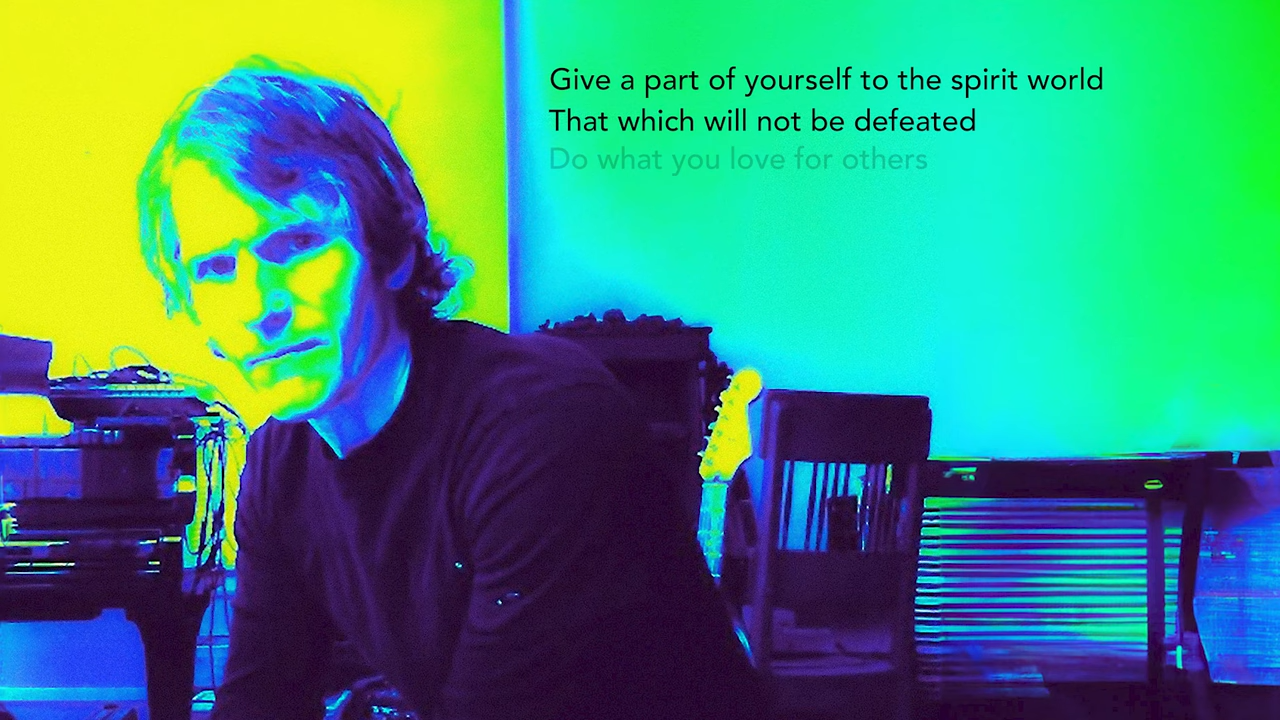 Give a part of yourself to the spirit world
That which will not be defeated
Do what you love for others